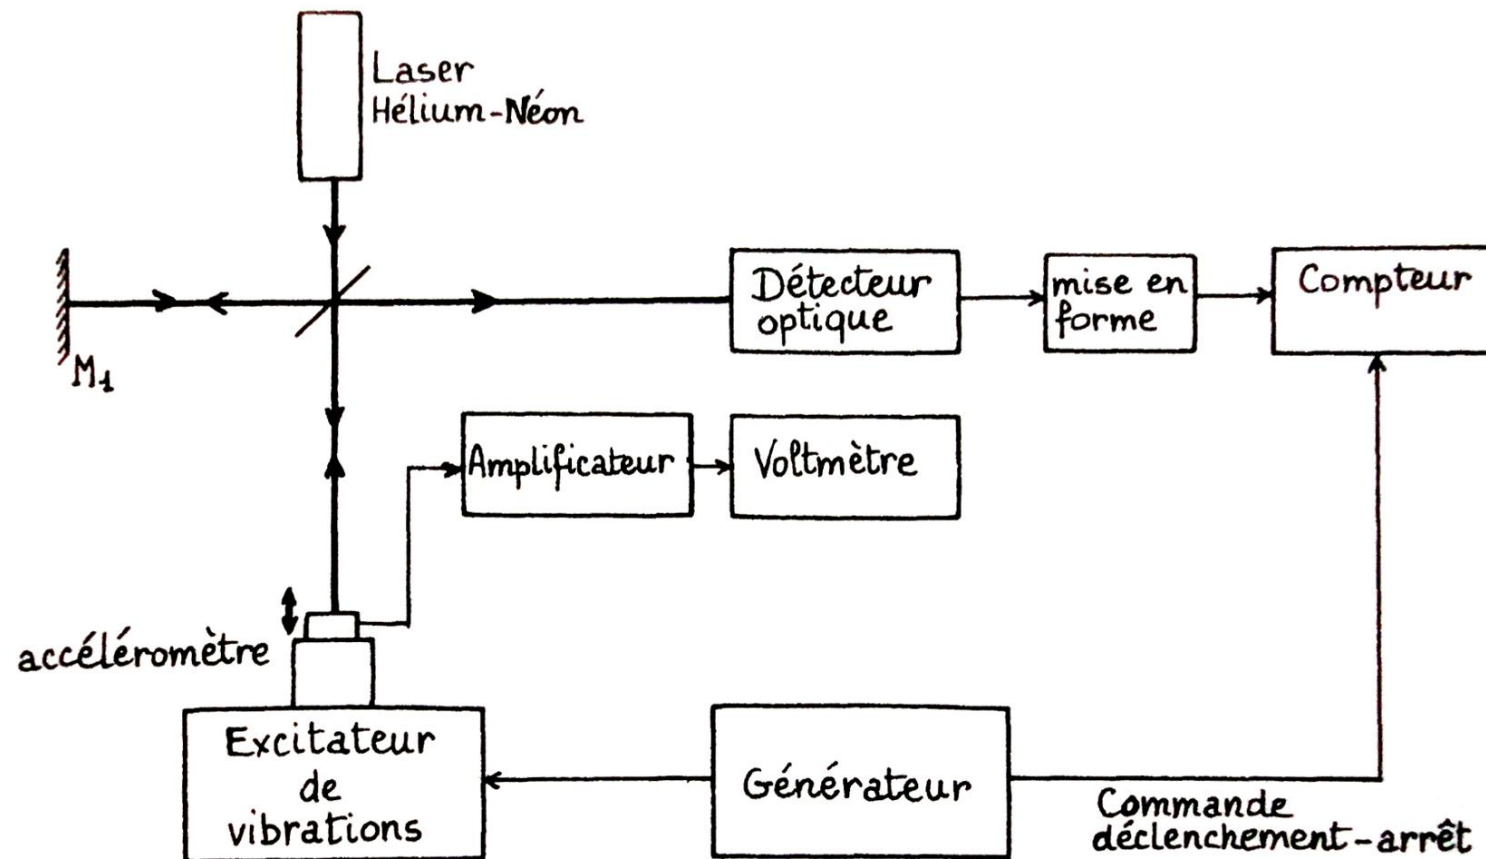 Laser
Hélium-Néon
Détecteur
optique
mise en
forme
Compteur
M1
Amplificateur
Voltmètre
accéléromètre
Excitateur
de
vibrations
Générateur
Commande
déclenchement-arrêt